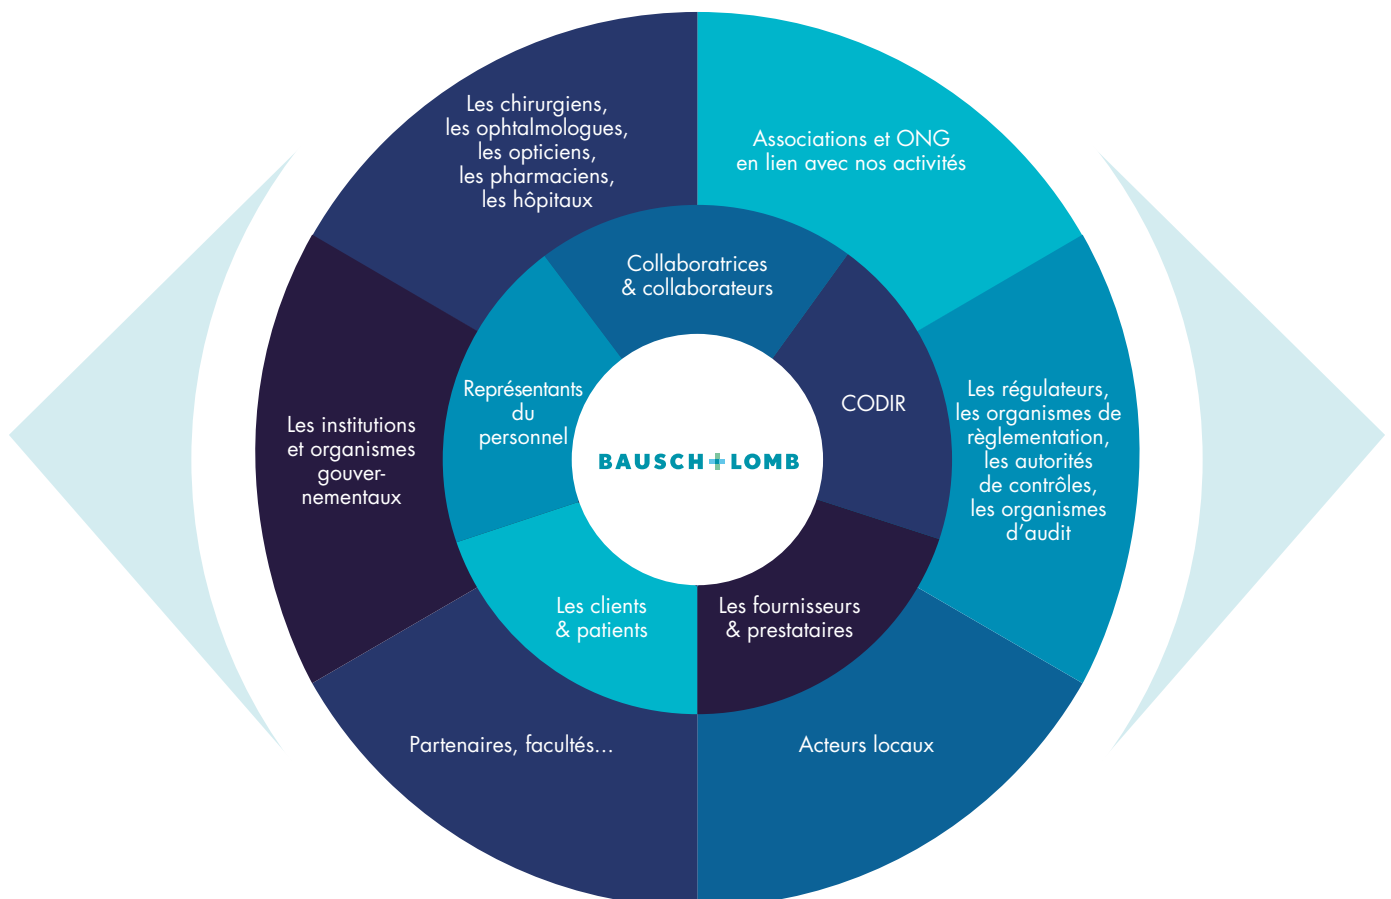 Les chirurgiens,
les ophtalmologues,
les opticiens,
les pharmaciens,
les hôpitaux
Associations et ONG
en lien avec nos activités
Collaboratrices
& collaborateurs
Représentants
du
personnel
CODIR
Les institutions
et organismes
gouver-
nementaux
Les régulateurs,
les organismes de
règlementation,
les autorités
de contrôles,
les organismes
d’audit
BAUSCH+LOMB
Les clients
& patients
Les fournisseurs
& prestataires
Partenaires, facultés...
Acteurs locaux